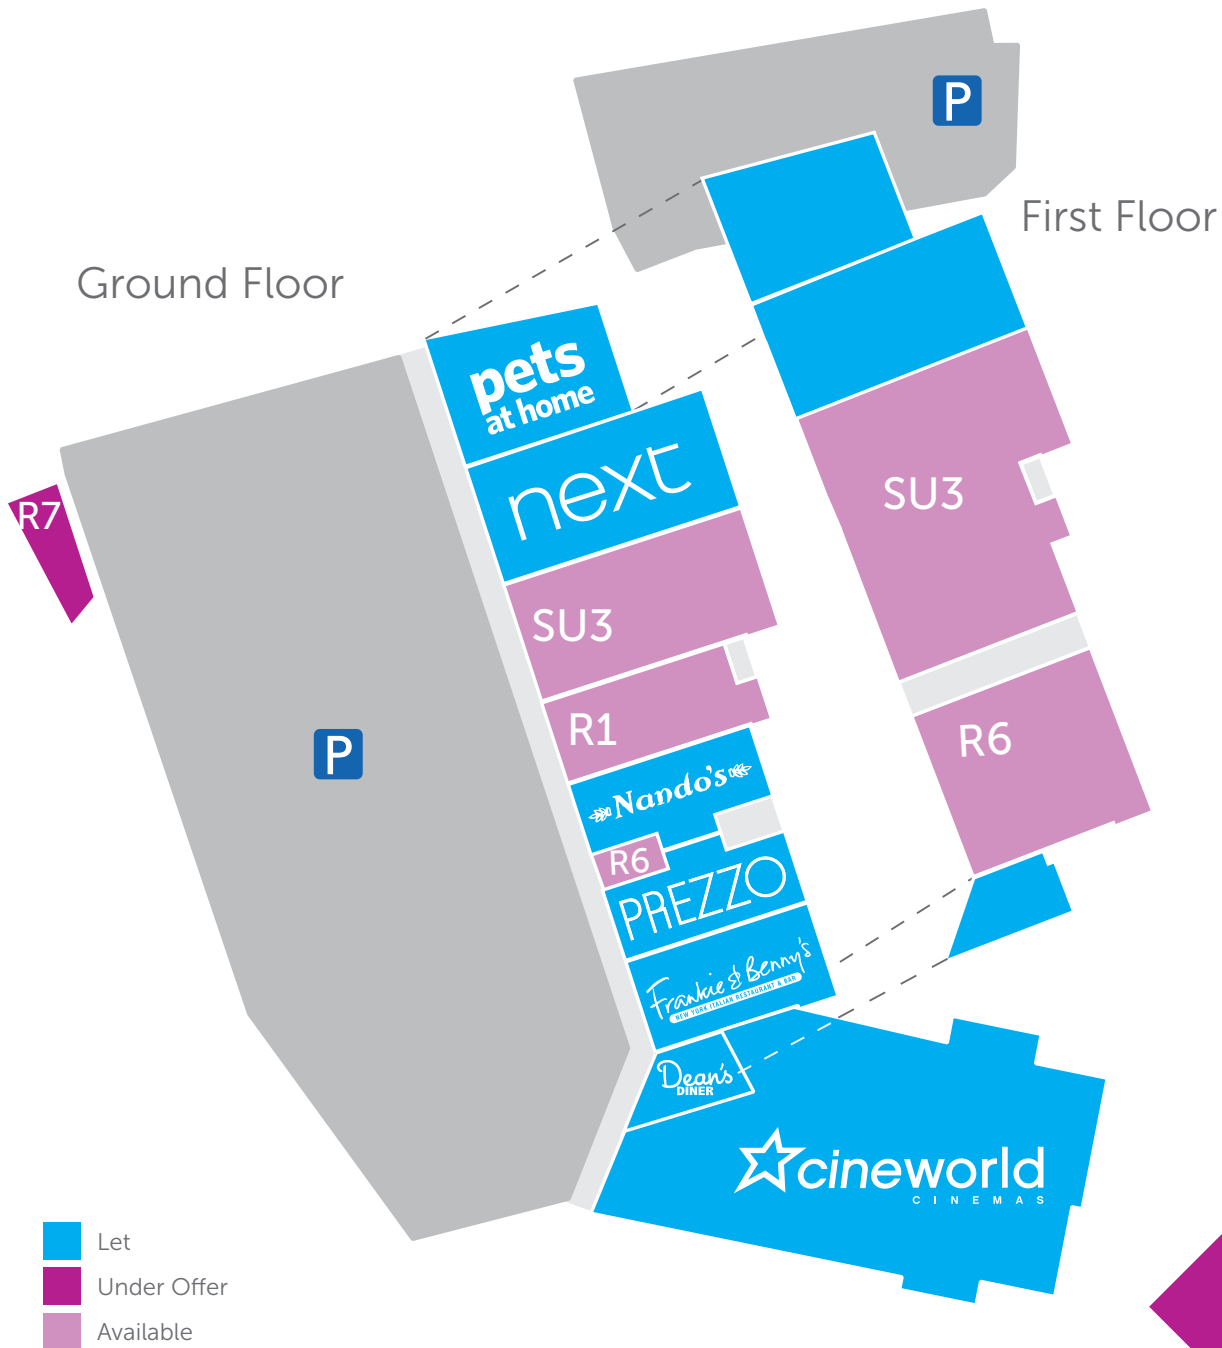 P
First Floor
Ground Floor
pets
at home
next
R7
SU3
SU3
R1
R6
P
Nando's
R6
PREZZO
Frankie & Benny's
NEW YORK ITALIAN RESTAURANT & BAR
Dean's
DINER
cineworld
CINEMAS
Let
Under Offer
Available